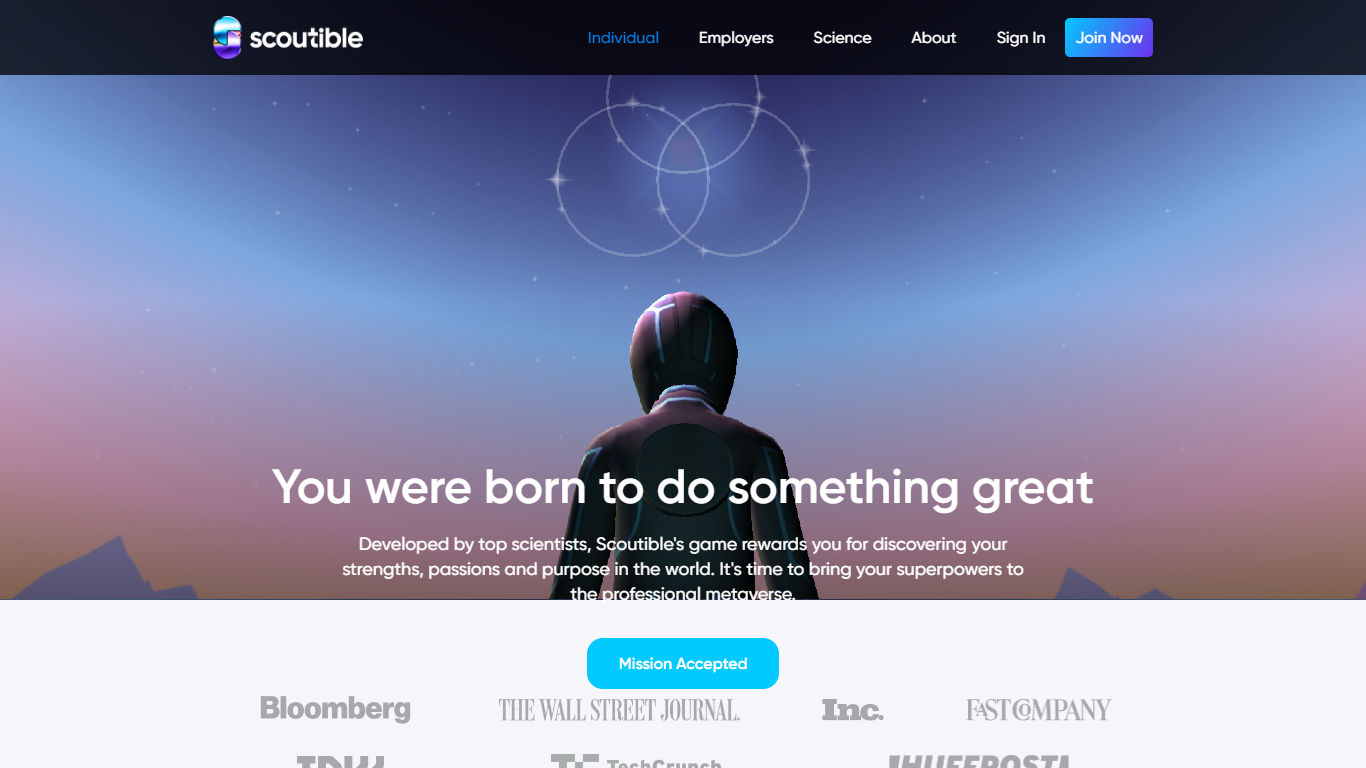 scoutible
Individual
Employers
Science
About
Sign In
Join Now
You were born to do something great
Developed by top scientists, Scoutible's game rewards you for discovering your
strengths, passions and purpose in the world. It's time to bring your superpowers to
the professional metaverse.
Mission Accepted
Bloomberg
THE WALL STREET JOURNAL.
Inc.
FAST COMPANY
TechCrunch
HUFFPOST